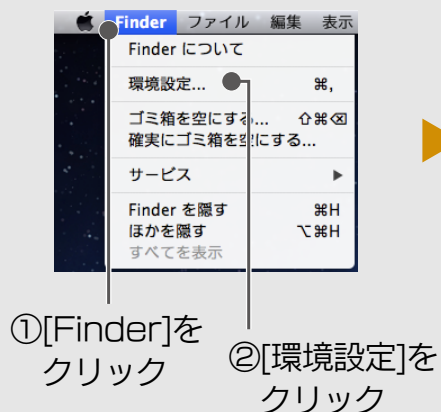 Finder ファイル 編集 表示
Finder について
環境設定... ⌘,
ゴミ箱を空にする... ⇧⌘⌫
確実にゴミ箱を空にする...
サービス ▶
Finder を隠す ⌘H
ほかを隠す ⌥⌘H
すべてを表示
①[Finder]を
クリック
②[環境設定]を
クリック